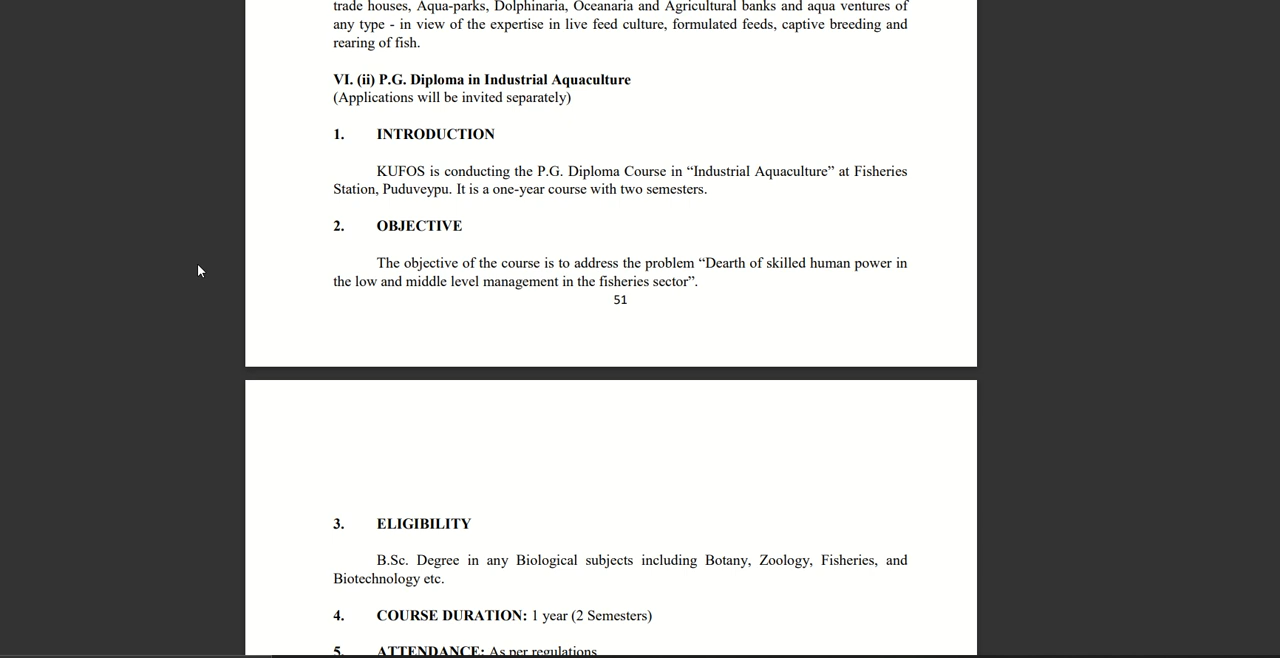 trade houses, Aqua-parks, Dolphinaria, Oceanaria and Agricultural banks and aqua ventures of
any type - in view of the expertise in live feed culture, formulated feeds, captive breeding and
rearing of fish.
VI. (ii) P.G. Diploma in Industrial Aquaculture
(Applications will be invited separately)
1. INTRODUCTION
KUFOS is conducting the P.G. Diploma Course in “Industrial Aquaculture” at Fisheries
Station, Puduveypu. It is a one-year course with two semesters.
2. OBJECTIVE
The objective of the course is to address the problem “Dearth of skilled human power in
the low and middle level management in the fisheries sector”.
51
3. ELIGIBILITY
B.Sc. Degree in any Biological subjects including Botany, Zoology, Fisheries, and
Biotechnology etc.
4. COURSE DURATION: 1 year (2 Semesters)
5. ATTENDANCE: As per regulations